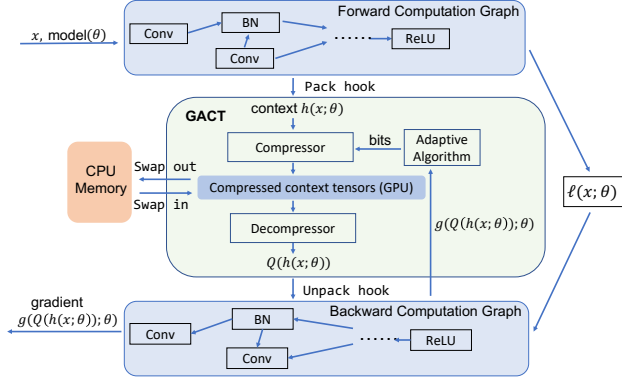 Forward Computation Graph
x, model(θ)
Conv
BN
Conv
······
ReLU
Pack hook
GACT
context h(x; θ)
Compressor
bits
Adaptive
Algorithm
CPU
Memory
Swap out
Swap in
Compressed context tensors (GPU)
ℓ(x; θ)
Decompressor
g(Q(h(x; θ)); θ)
Q(h(x; θ))
Unpack hook
gradient
g(Q(h(x; θ)); θ)
Backward Computation Graph
Conv
BN
Conv
······
ReLU